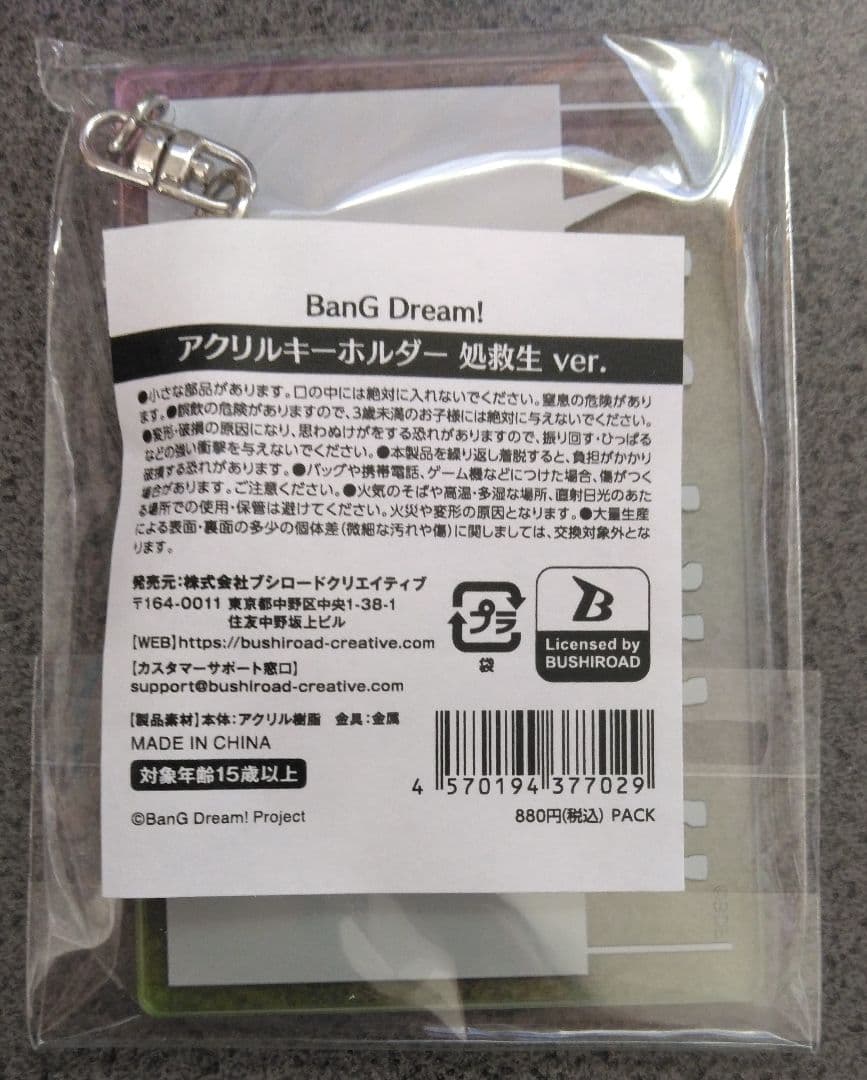 BanG Dream!
アクリルキーホルダー 処救生 ver.
●小さな部品があります。口の中には絶対に入れないでください。窒息の危険があり
ます。●誤飲の危険がありますので、3歳未満のお子様には絶対に与えないでください。
●変形・破損の原因になり、思わぬけがをする恐れがありますので、振り回す・ひっぱる
などの強い衝撃を与えないでください。●本製品を繰り返し着脱すると、負担がかかり
破損する恐れがあります。●バッグや携帯電話、ゲーム機などにつけた場合、傷がつく
場合があります。ご注意ください。●火気のそばや高温・多湿な場所、直射日光のあた
る場所での使用・保管は避けてください。火災や変形の原因となります。●大量生産
による表面・裏面の多少の個体差(微細な汚れや傷)に関しましては、交換対象外とな
ります。
発売元:株式会社ブシロードクリエイティブ
〒164-0011 東京都中野区中央1-38-1
住友中野坂上ビル
【WEB】https://bushiroad-creative.com
【カスタマーサポート窓口】
support@bushiroad-creative.com
プラ
袋
B
Licensed by
BUSHIROAD
【製品素材】本体:アクリル樹脂 金具:金属
MADE IN CHINA
対象年齢15歳以上
4 570194 377029
©BanG Dream! Project
880円(税込) PACK